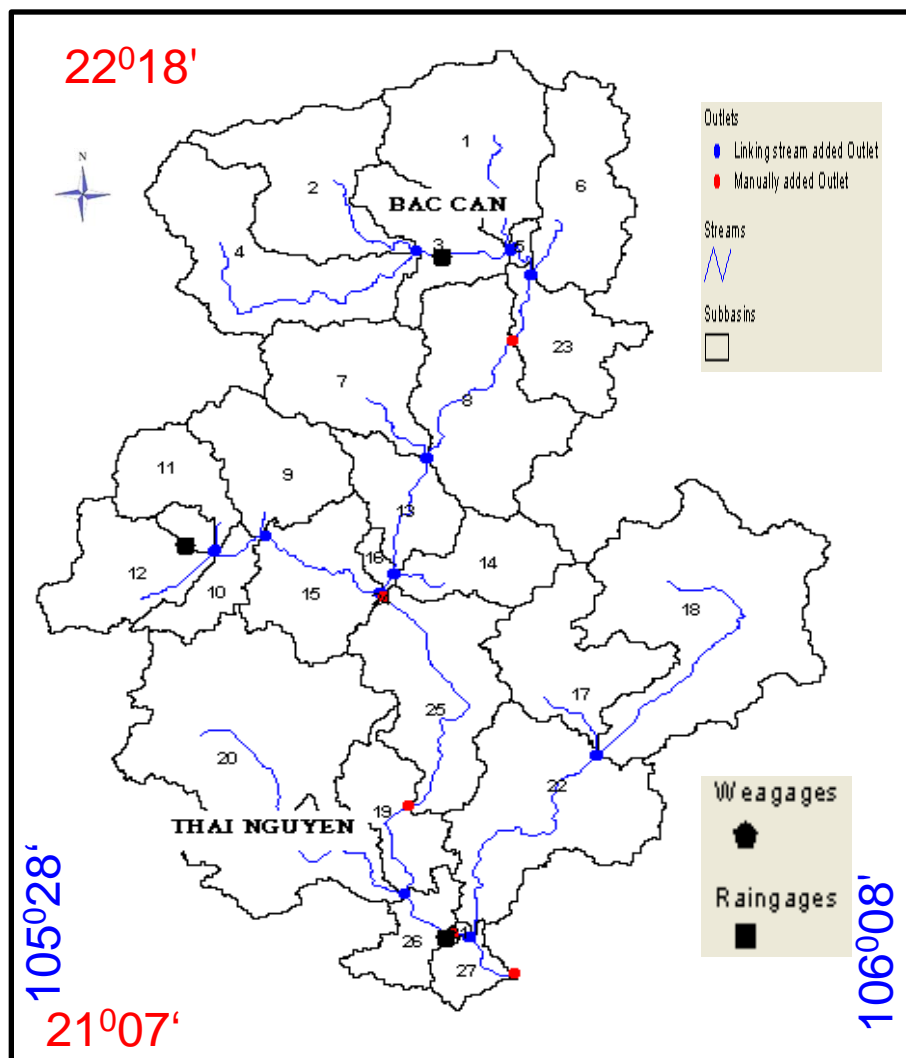 22⁰18'
N
Outlets
Linking stream added Outlet
Manually added Outlet
Streams
Subbasins
1
2
6
BAC CAN
3
4
5
23
7
8
11
9
13
16
14
12
10
15
18
17
25
20
22
19
THAI NGUYEN
Weagages
Raingages
26
27
105⁰28'
106⁰08'
21⁰07'